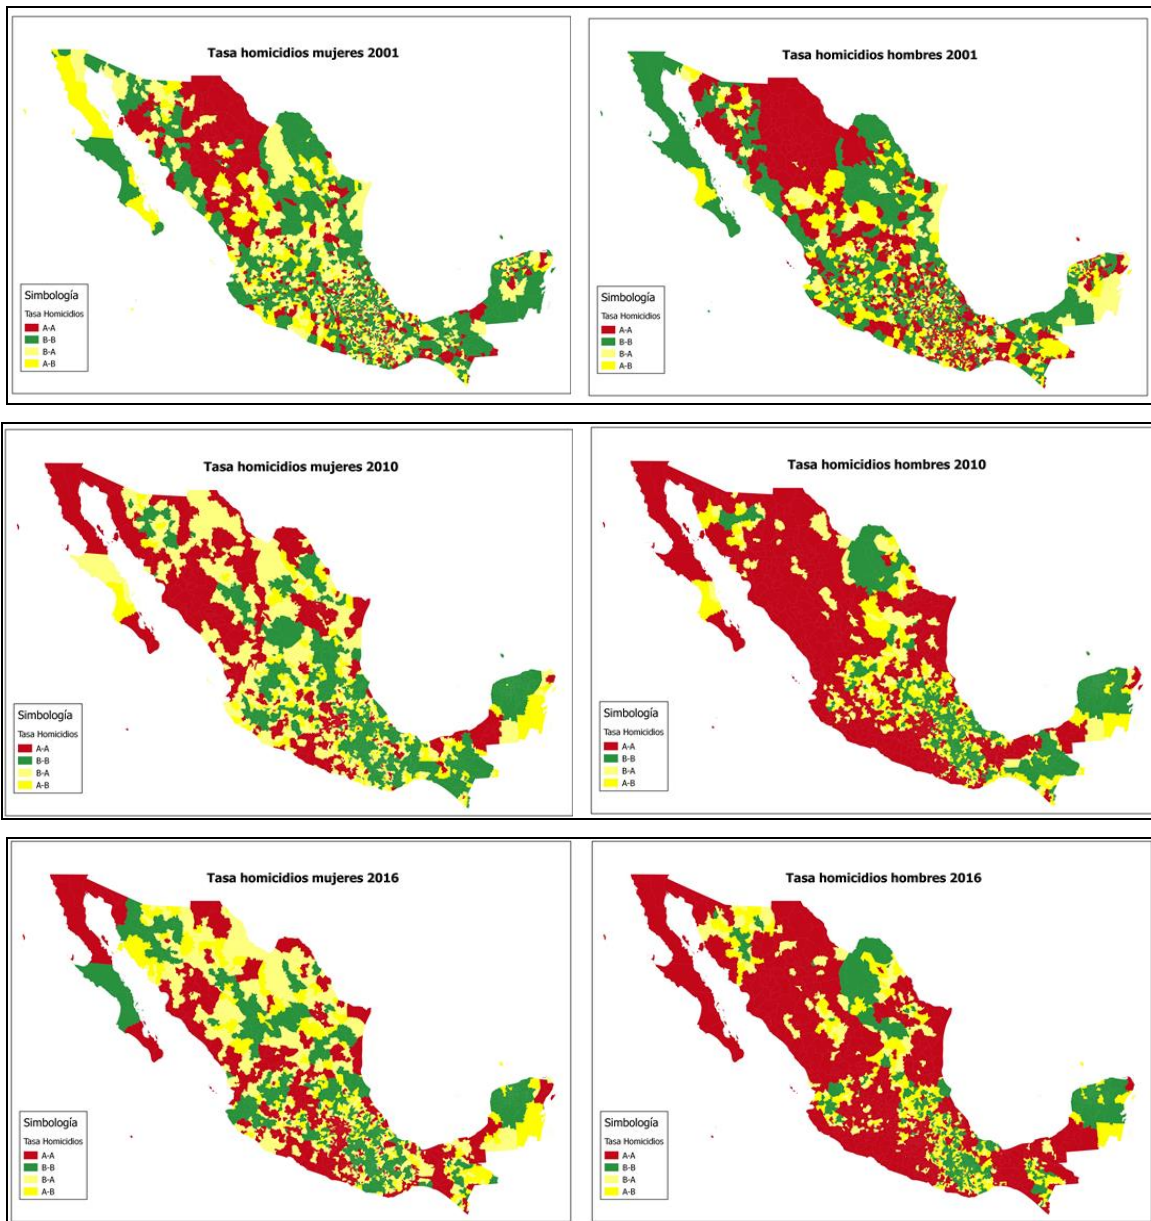 Tasa homicidios mujeres 2001
Simbología
Tasa Homicidios
A-A
B-B
B-A
A-B
Tasa homicidios hombres 2001
Simbología
Tasa Homicidios
A-A
B-B
B-A
A-B
Tasa homicidios mujeres 2010
Simbología
Tasa Homicidios
A-A
B-B
B-A
A-B
Tasa homicidios hombres 2010
Simbología
Tasa Homicidios
A-A
B-B
B-A
A-B
Tasa homicidios mujeres 2016
Simbología
Tasa Homicidios
A-A
B-B
B-A
A-B
Tasa homicidios hombres 2016
Simbología
Tasa Homicidios
A-A
B-B
B-A
A-B